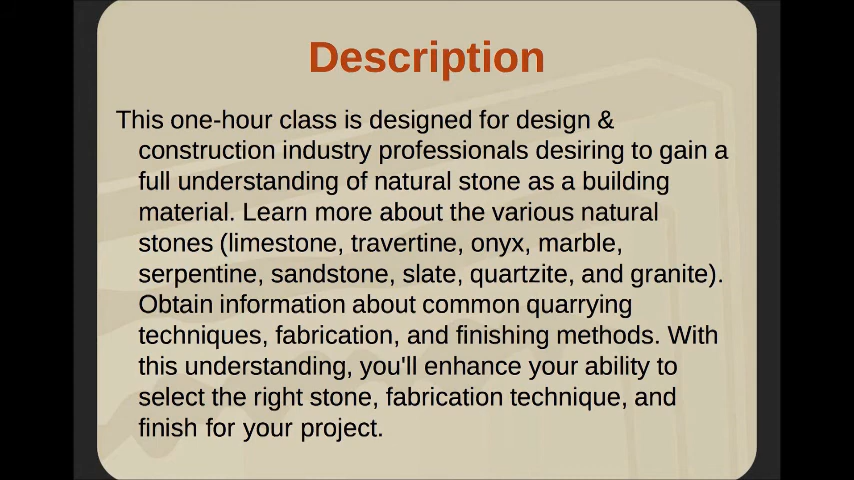 Description
This one-hour class is designed for design &
construction industry professionals desiring to gain a
full understanding of natural stone as a building
material. Learn more about the various natural
stones (limestone, travertine, onyx, marble,
serpentine, sandstone, slate, quartzite, and granite).
Obtain information about common quarrying
techniques, fabrication, and finishing methods. With
this understanding, you'll enhance your ability to
select the right stone, fabrication technique, and
finish for your project.